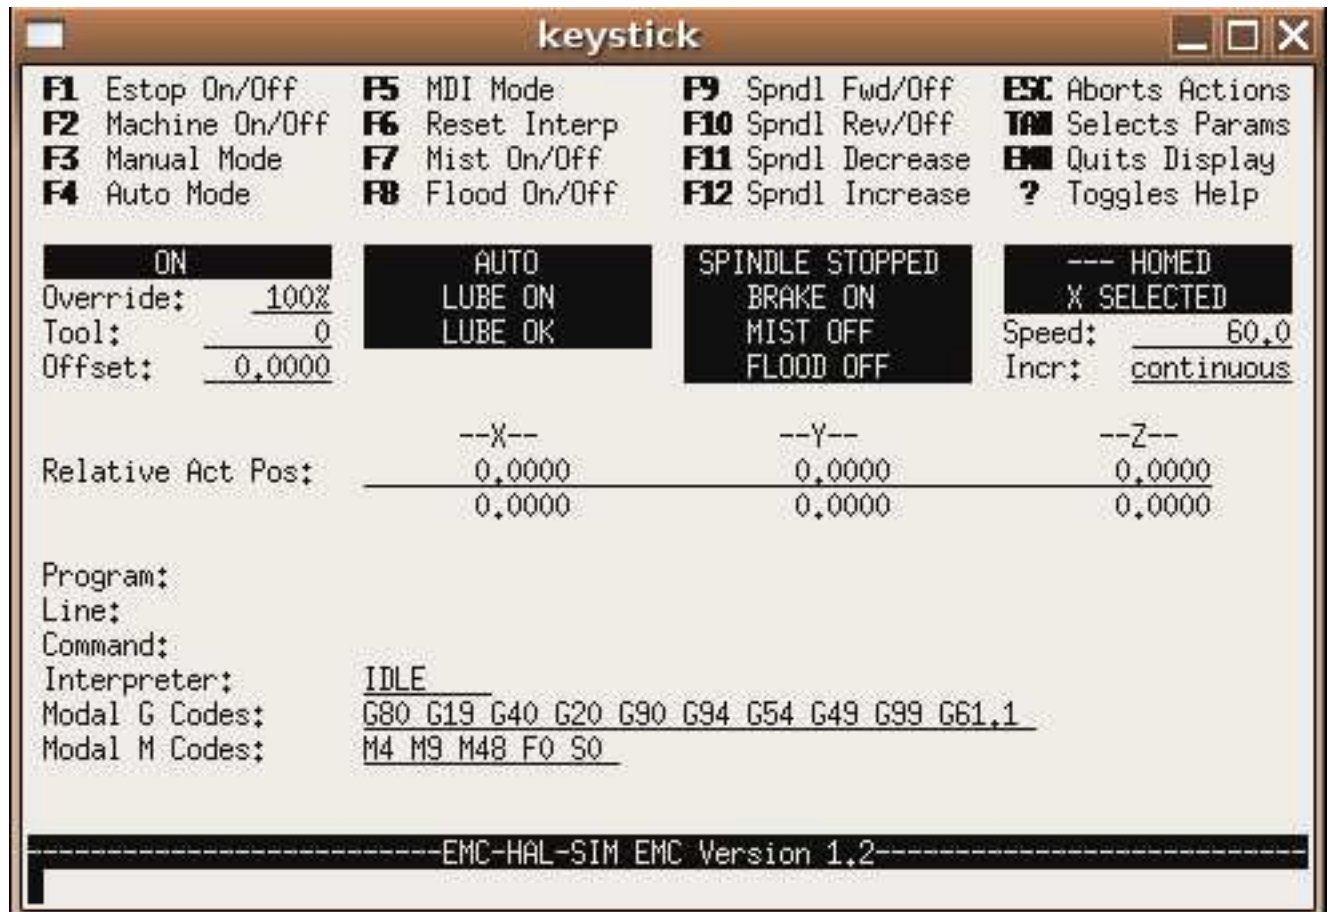 keystick
F1 Estop On/Off F5 MDI Mode F9 Spndl Fwd/Off ESC Aborts Actions
F2 Machine On/Off F6 Reset Interp F10 Spndl Rev/Off TAB Selects Params
F3 Manual Mode F7 Mist On/Off F11 Spndl Decrease END Quits Display
F4 Auto Mode F8 Flood On/Off F12 Spndl Increase ? Toggles Help
ON AUTO SPINDLE STOPPED --- HOMED
Override: 100% LUBE ON BRAKE ON X SELECTED
Tool: 0 LUBE OK MIST OFF Speed: 60.0
Offset: 0.0000 FLOOD OFF Incr: continuous
--X-- --Y-- --Z--
Relative Act Pos: 0.0000 0.0000 0.0000
0.0000 0.0000 0.0000
Program:
Line:
Command:
Interpreter: IDLE
Modal G Codes: G80 G19 G40 G20 G90 G94 G54 G49 G99 G61.1
Modal M Codes: M4 M9 M48 F0 S0
EMC-HAL-SIM EMC Version 1.2